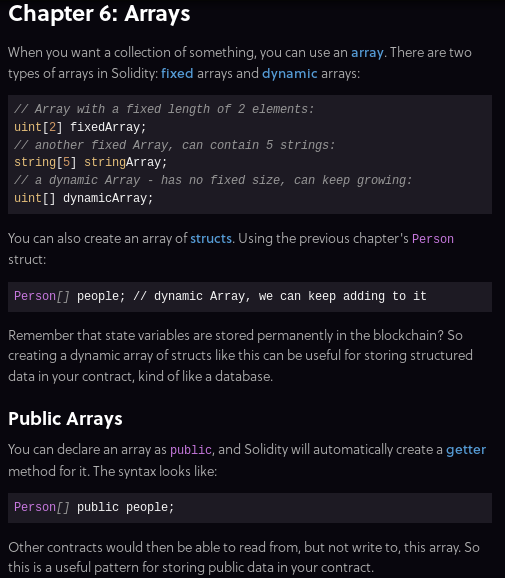 Chapter 6: Arrays
When you want a collection of something, you can use an array. There are two
types of arrays in Solidity: fixed arrays and dynamic arrays:
// Array with a fixed length of 2 elements:
uint[2] fixedArray;
// another fixed Array, can contain 5 strings:
string[5] stringArray;
// a dynamic Array - has no fixed size, can keep growing:
uint[] dynamicArray;
You can also create an array of structs. Using the previous chapter's Person
struct:
Person[] people; // dynamic Array, we can keep adding to it
Remember that state variables are stored permanently in the blockchain? So
creating a dynamic array of structs like this can be useful for storing structured
data in your contract, kind of like a database.
Public Arrays
You can declare an array as public, and Solidity will automatically create a getter
method for it. The syntax looks like:
Person[] public people;
Other contracts would then be able to read from, but not write to, this array. So
this is a useful pattern for storing public data in your contract.